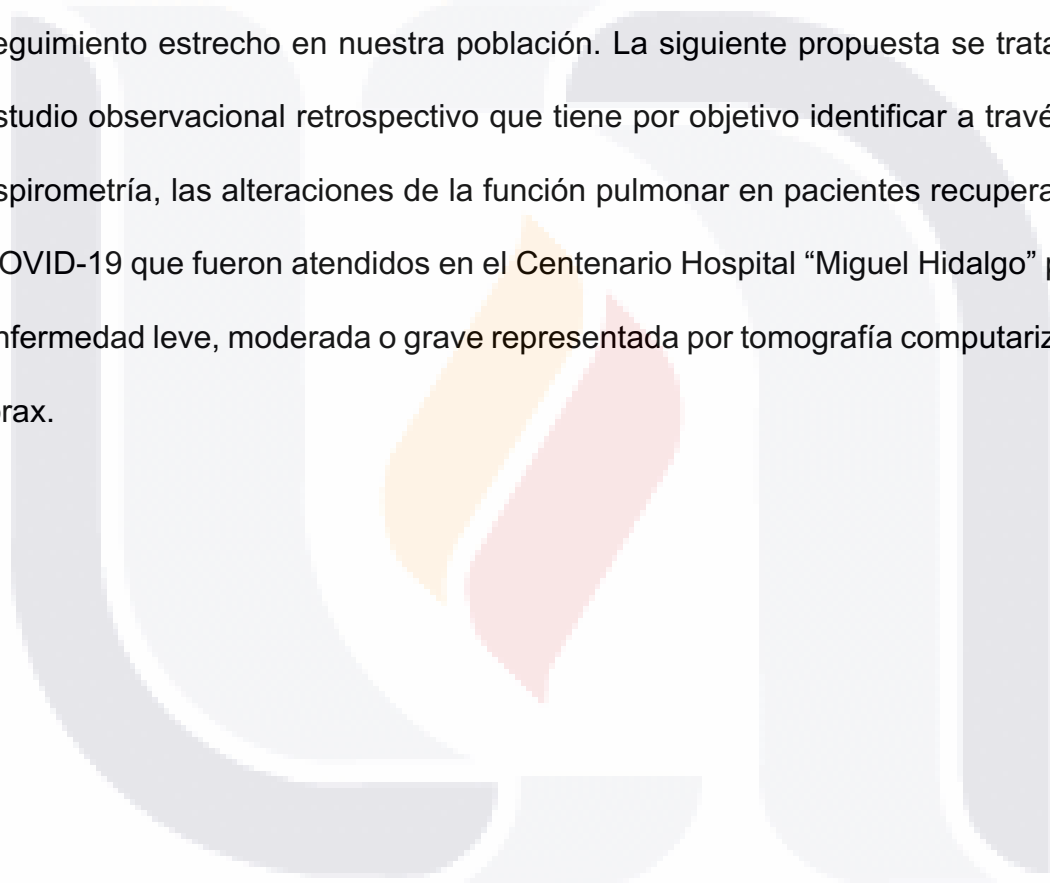 eguimiento estrecho en nuestra población. La siguiente propuesta se trata
studio observacional retrospectivo que tiene por objetivo identificar a travé
spirometría, las alteraciones de la función pulmonar en pacientes recupera
OVID-19 que fueron atendidos en el Centenario Hospital “Miguel Hidalgo” p
nfermedad leve, moderada o grave representada por tomografía computariz
rax.